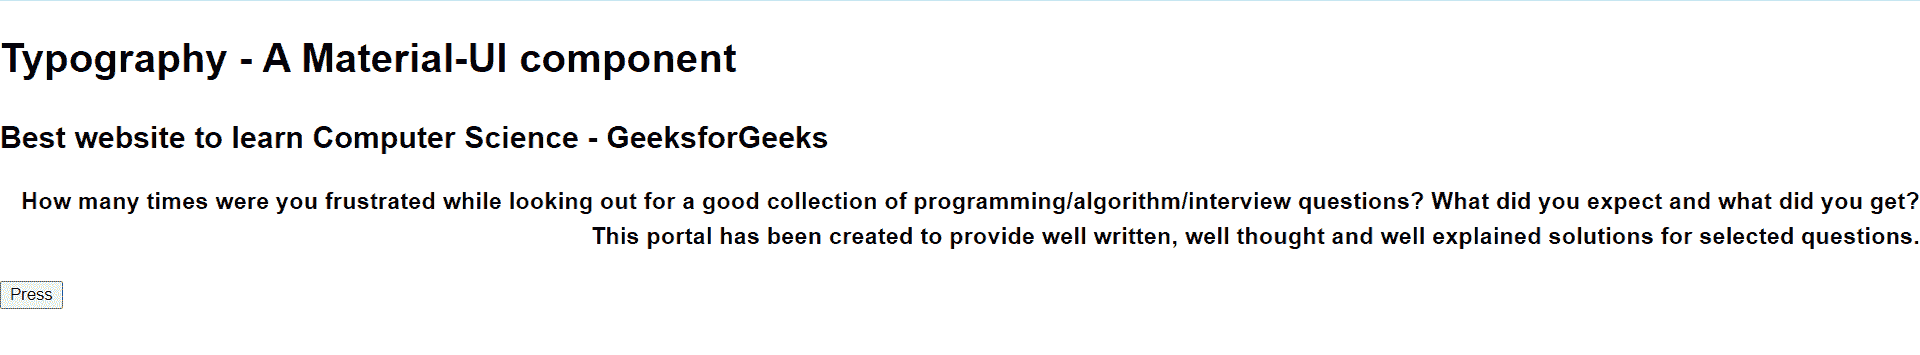 Typography - A Material-UI component
Best website to learn Computer Science - GeeksforGeeks
How many times were you frustrated while looking out for a good collection of programming/algorithm/interview questions? What did you expect and what did you get?
This portal has been created to provide well written, well thought and well explained solutions for selected questions.
Press